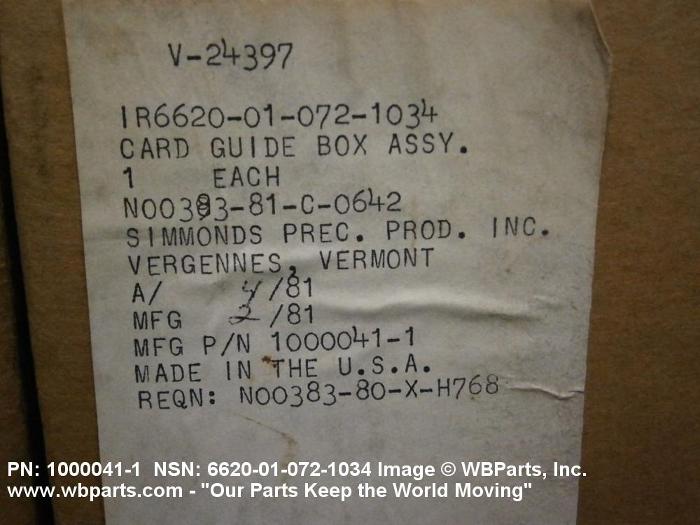 V-24397
IR6620-01-072-1034
CARD GUIDE BOX ASSY.
1 EACH
N00383-81-C-0642
SIMMONDS PREC. PROD. INC.
VERGENNES, VERMONT
A/ 4/81
MFG 2/81
MFG P/N 1000041-1
MADE IN THE U.S.A.
REQN: N00383-80-X-H768
PN: 1000041-1 NSN: 6620-01-072-1034 Image © WBParts, Inc.
www.wbparts.com - "Our Parts Keep the World Moving"